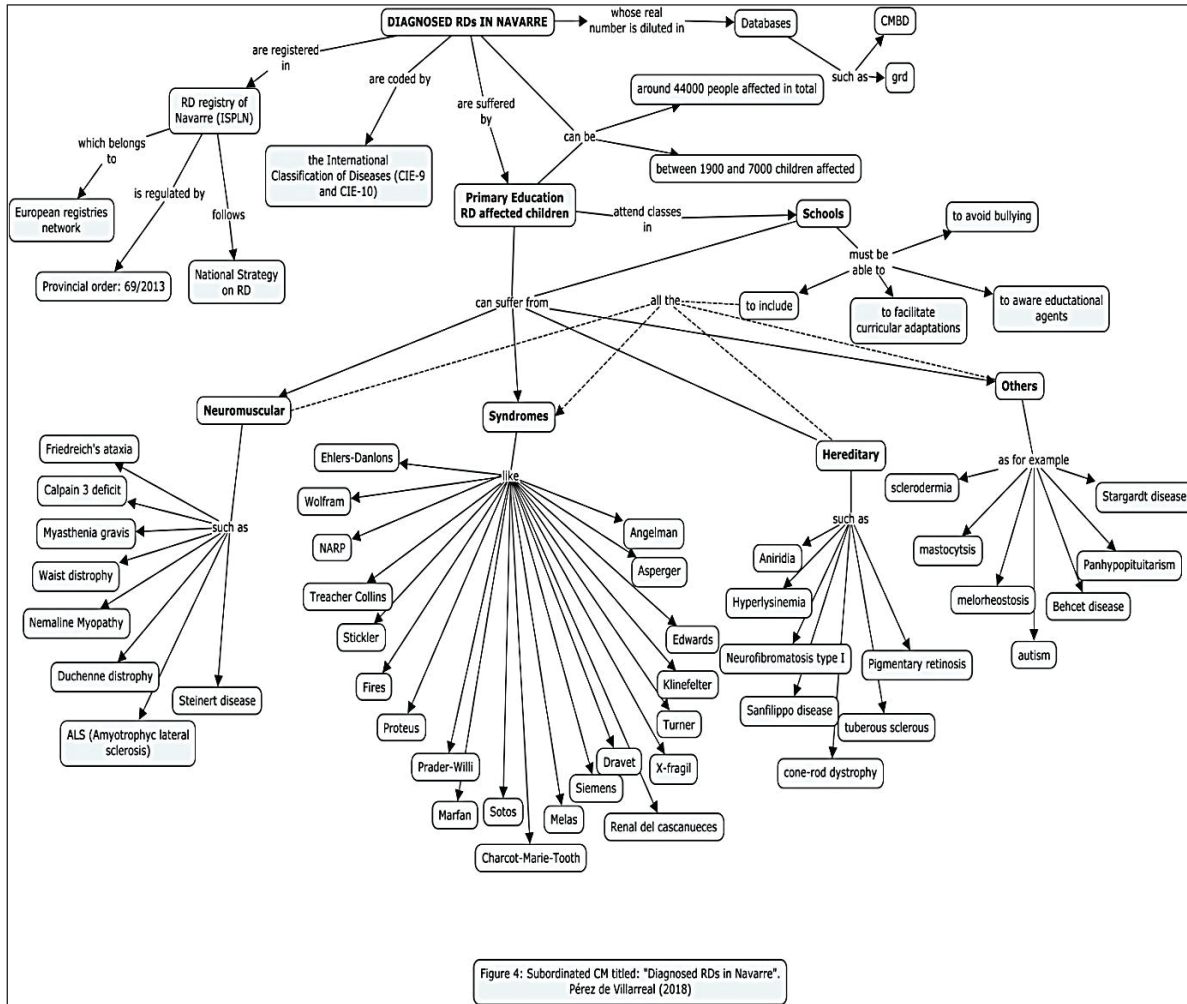 DIAGNOSED RDs IN NAVARRE
whose real
number is diluted in
Databases
CMBD
such as
grd
are registered
in
are coded by
are suffered
by
can be
around 44000 people affected in total
between 1900 and 7000 children affected
RD registry of
Navarre (ISPLN)
which belongs
to
is regulated by
follows
European registries
network
Provincial order: 69/2013
National Strategy
on RD
the International
Classification of Diseases (CIE-9
and CIE-10)
Primary Education
RD affected children
attend classes
in
Schools
must be
able to
to avoid bullying
to aware eductational
agents
to facilitate
curricular adaptations
to include
all the
can suffer from
Neuromuscular
Syndromes
Hereditary
Others
such as
Friedreich's ataxia
Calpain 3 deficit
Myasthenia gravis
Waist distrophy
Nemaline Myopathy
Duchenne distrophy
ALS (Amyotrophyc lateral
sclerosis)
Steinert disease
like
Ehlers-Danlons
Wolfram
NARP
Treacher Collins
Stickler
Fires
Proteus
Prader-Willi
Marfan
Sotos
Charcot-Marie-Tooth
Melas
Siemens
Dravet
Renal del cascanueces
X-fragil
Turner
Klinefelter
Edwards
Asperger
Angelman
such as
Aniridia
Hyperlysinemia
Neurofibromatosis type I
Sanfilippo disease
cone-rod dystrophy
tuberous sclerous
Pigmentary retinosis
as for example
sclerodermia
mastocytsis
melorheostosis
autism
Behcet disease
Panhypopituitarism
Stargardt disease
Figure 4: Subordinated CM titled: "Diagnosed RDs in Navarre".
Pérez de Villarreal (2018)